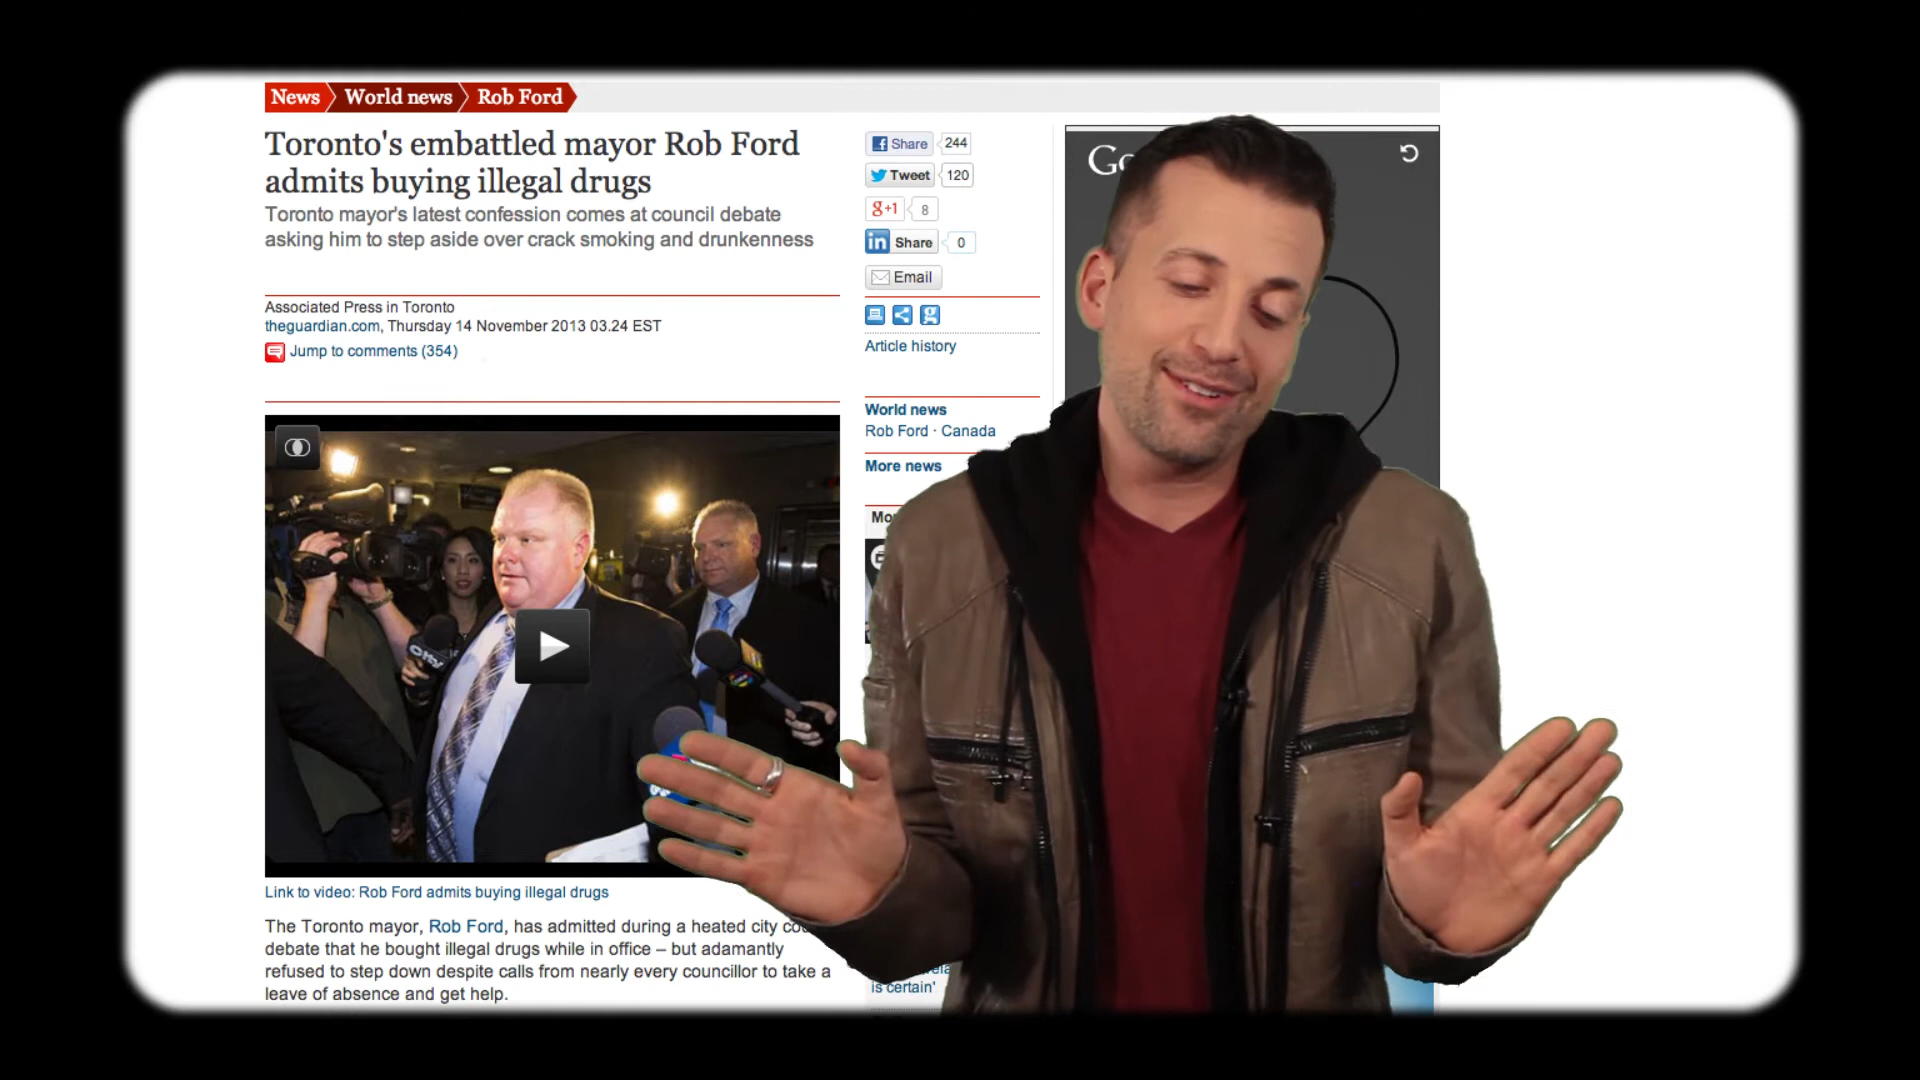 News World news Rob Ford
Toronto's embattled mayor Rob Ford
admits buying illegal drugs
Toronto mayor's latest confession comes at council debate
asking him to step aside over crack smoking and drunkenness
Associated Press in Toronto
theguardian.com, Thursday 14 November 2013 03.24 EST
Jump to comments (354)
Link to video: Rob Ford admits buying illegal drugs
The Toronto mayor, Rob Ford, has admitted during a heated city
debate that he bought illegal drugs while in office – but adamantly
refused to step down despite calls from nearly every councillor to take a
leave of absence and get help.
Share 244
Tweet 120
g+1 8
in Share 0
Email
Article history
World news
Rob Ford · Canada
More news
is certain'